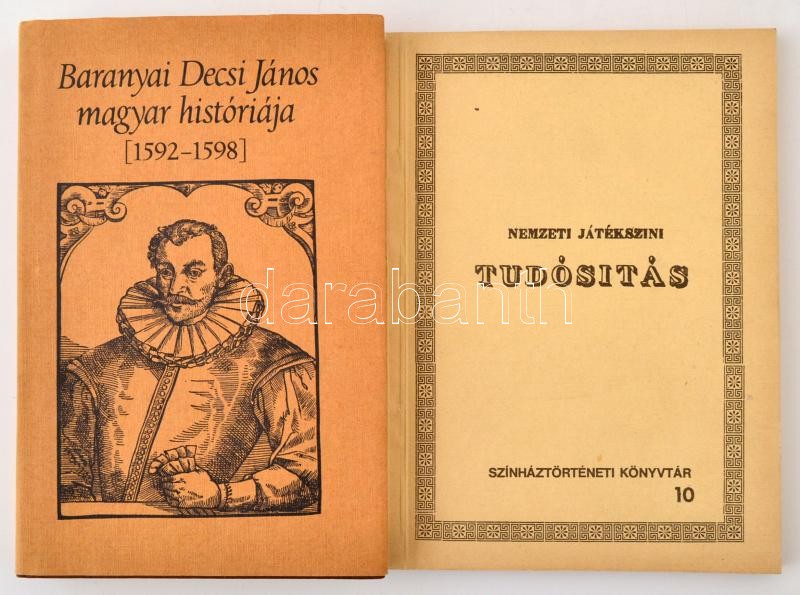 Baranyai Decsi János
magyar históriája
[1592–1598]
NEMZETI JÁTÉKSZINI
TUDÓSITÁS
SZÍNHÁZTÖRTÉNETI KÖNYVTÁR
10
darabanth